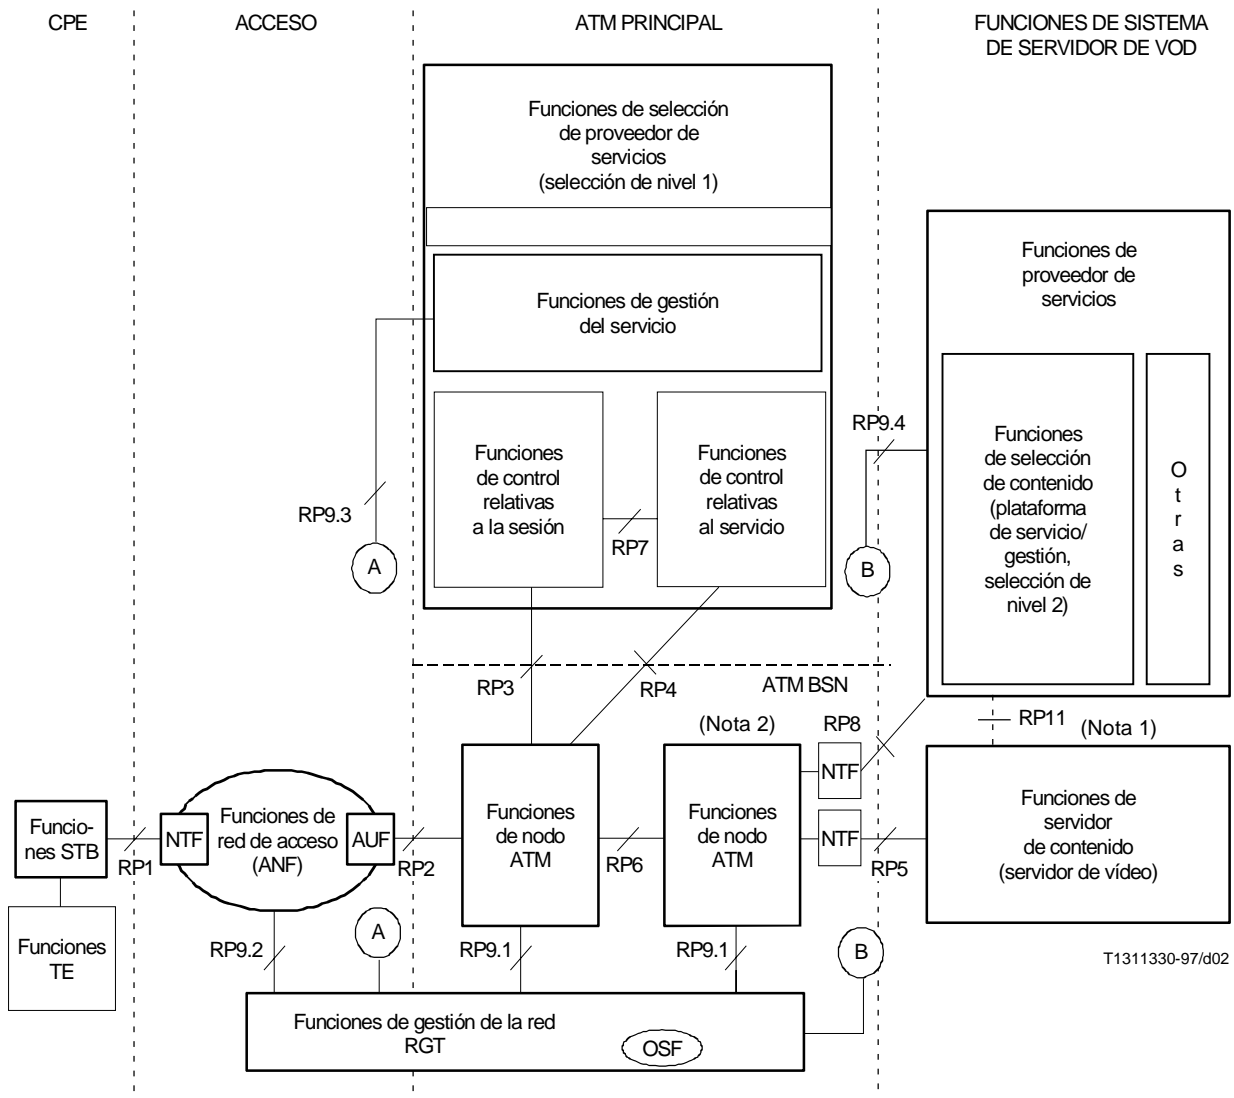 CPE
ACCESO
ATM PRINCIPAL
FUNCIONES DE SISTEMA
DE SERVIDOR DE VOD
Funciones de selección
de proveedor de
servicios
(selección de nivel 1)
Funciones de gestión
del servicio
Funciones
de control
relativas
a la sesión
Funciones
de control
relativas
al servicio
RP7
RP9.3
A
RP9.4
B
Funciones de
proveedor de
servicios
Funciones
de selección
de contenido
(plataforma
de servicio/
gestión,
selección de
nivel 2)
O
t
r
a
s
RP3
RP4
ATM BSN
(Nota 2)
RP8
RP11
(Nota 1)
Funcio-
nes STB
RP1
NTF
Funciones de
red de acceso
(ANF)
AUF
RP2
Funciones
de nodo
ATM
RP6
Funciones
de nodo
ATM
NTF
NTF
RP5
Funciones de
servidor
de contenido
(servidor de vídeo)
Funciones
TE
RP9.2
A
RP9.1
RP9.1
B
T1311330-97/d02
Funciones de gestión de la red
RGT
OSF